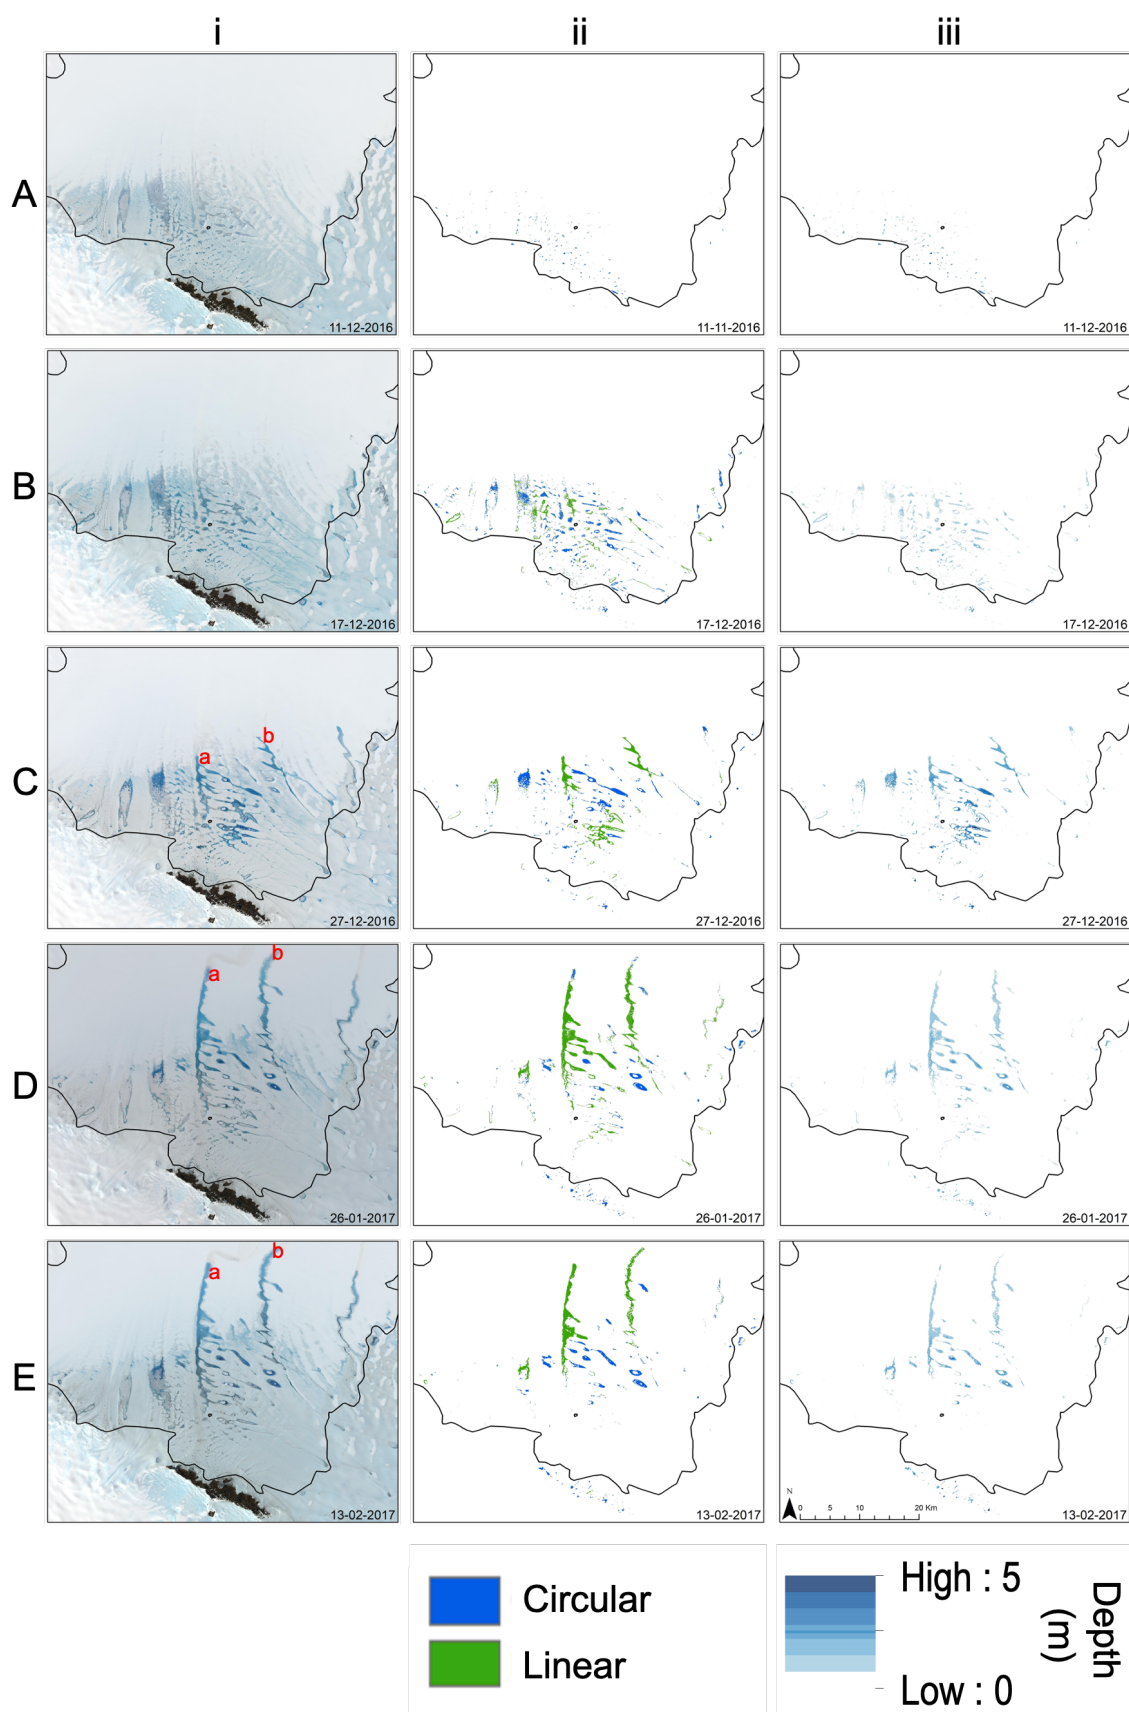 i ii iii
A
11-12-2016 11-11-2016 11-12-2016
B
17-12-2016 17-12-2016 17-12-2016
C
b
a
27-12-2016 27-12-2016 27-12-2016
D
b
a
26-01-2017 26-01-2017 26-01-2017
E
b
a
N
0 5 10 20 Km
13-02-2017 13-02-2017 13-02-2017
Circular
Linear
High : 5
Low : 0
Depth
(m)